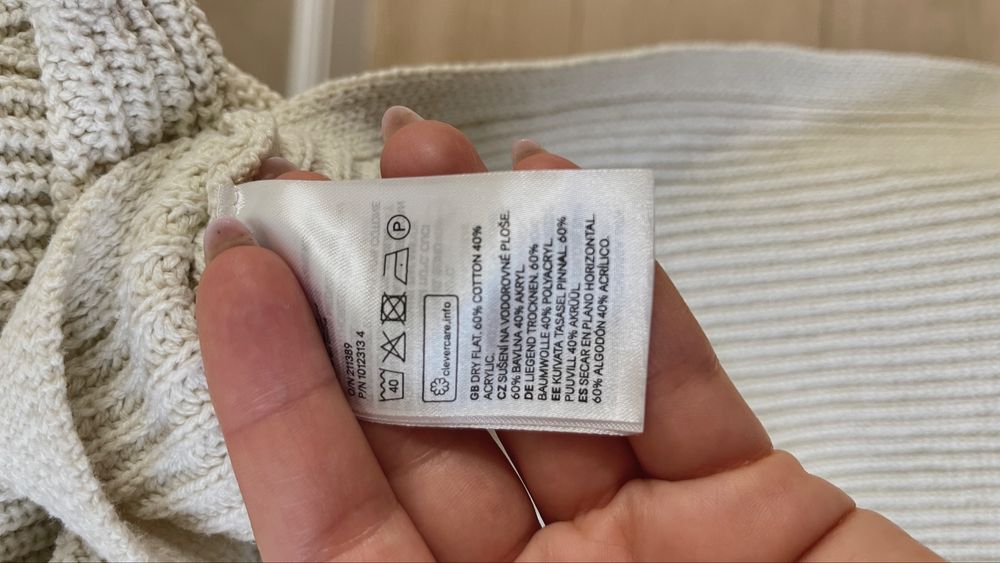 O/N 211389
P/N 1012313 4
40
P
clevercare.info
GB DRY FLAT. 60% COTTON 40%
ACRYLIC.
CZ SUŠENÍ NA VODOROVNÉ PLOŠE.
60% BAVLNA 40% AKRYL.
DE LIEGEND TROCKNEN. 60%
BAUMWOLLE 40% POLYACRYL.
EE KUIVATA TASASEL PINNAL. 60%
PUUVILL 40% AKRÜÜL.
ES SECAR EN PLANO HORIZONTAL.
60% ALGODÓN 40% ACRÍLICO.